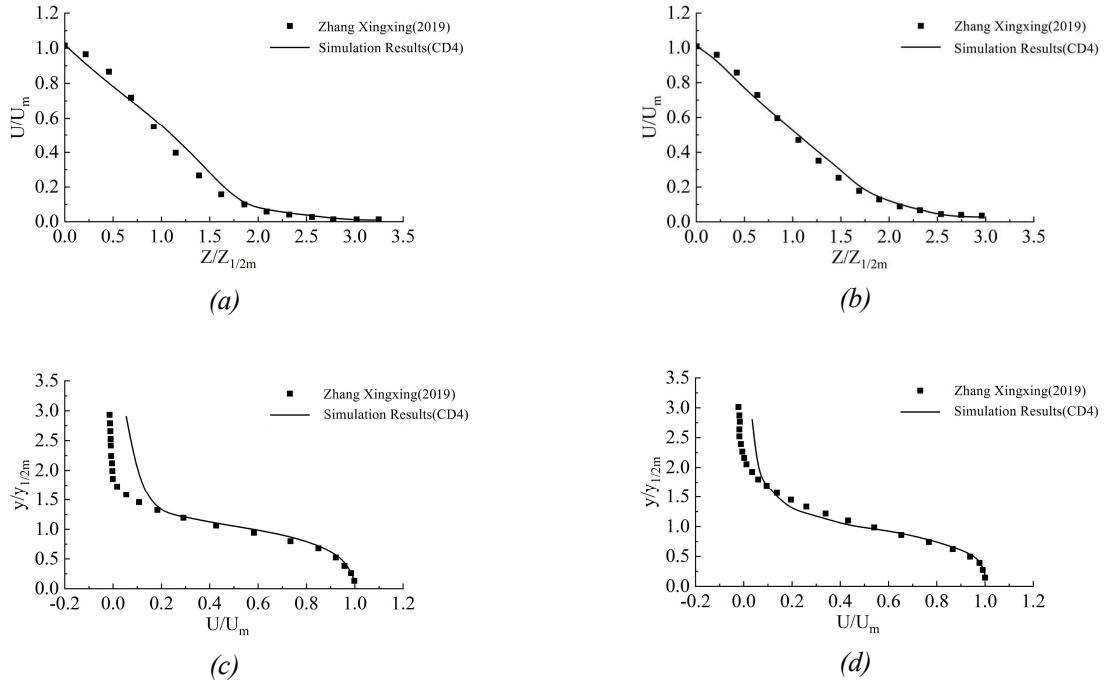 1.2
1.0
0.8
0.6
0.4
0.2
0.0
U/Um
0.0 0.5 1.0 1.5 2.0 2.5 3.0 3.5
Z/Z1/2m
Zhang Xingxing(2019)
Simulation Results(CD4)
(a)
1.2
1.0
0.8
0.6
0.4
0.2
0.0
U/Um
0.0 0.5 1.0 1.5 2.0 2.5 3.0 3.5
Z/Z1/2m
Zhang Xingxing(2019)
Simulation Results(CD4)
(b)
3.5
3.0
2.5
2.0
1.5
1.0
0.5
0.0
y/y1/2m
-0.2 0.0 0.2 0.4 0.6 0.8 1.0 1.2
U/Um
Zhang Xingxing(2019)
Simulation Results(CD4)
(c)
3.5
3.0
2.5
2.0
1.5
1.0
0.5
0.0
y/y1/2m
-0.2 0.0 0.2 0.4 0.6 0.8 1.0 1.2
U/Um
Zhang Xingxing(2019)
Simulation Results(CD4)
(d)